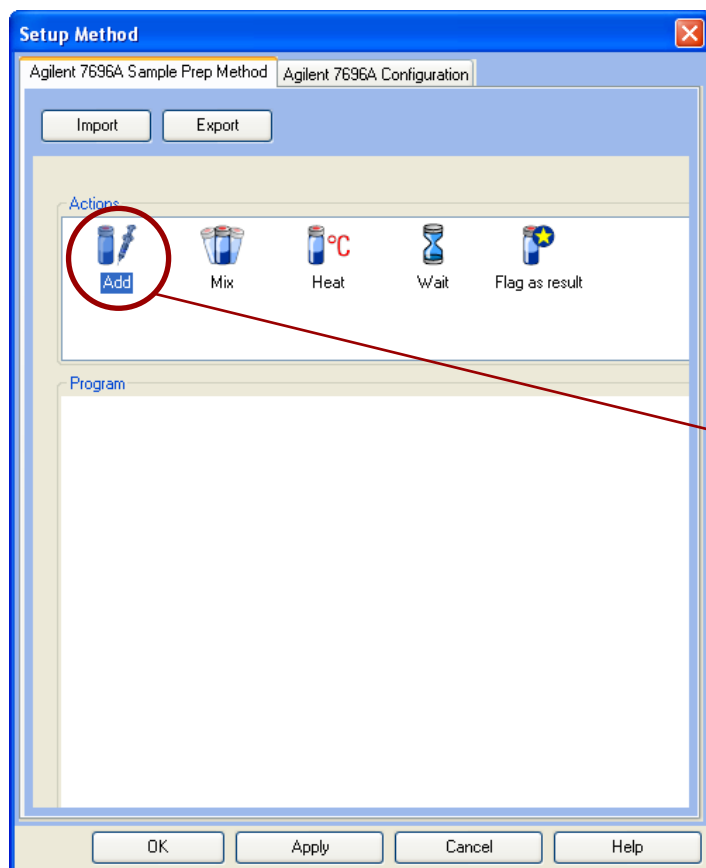 Setup Method
Agilent 7696A Sample Prep Method Agilent 7696A Configuration
Import Export
Actions
°C
Add Mix Heat Wait Flag as result
Program
OK Apply Cancel Help